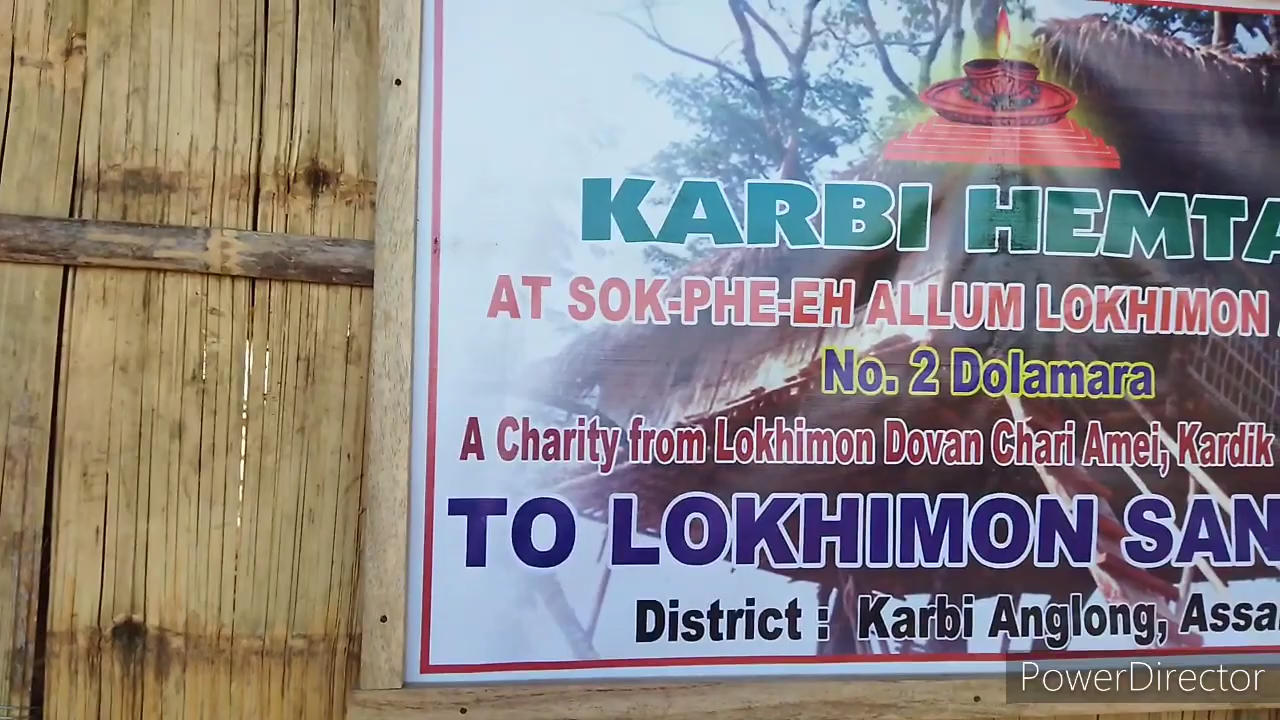 KARBI HEMTA
AT SOK-PHE-EH ALLUM LOKHIMON
No. 2 Dolamara
A Charity from Lokhimon Dovan Chari Amei, Kardik
TO LOKHIMON SAN
District : Karbi Anglong, Assa
PowerDirector